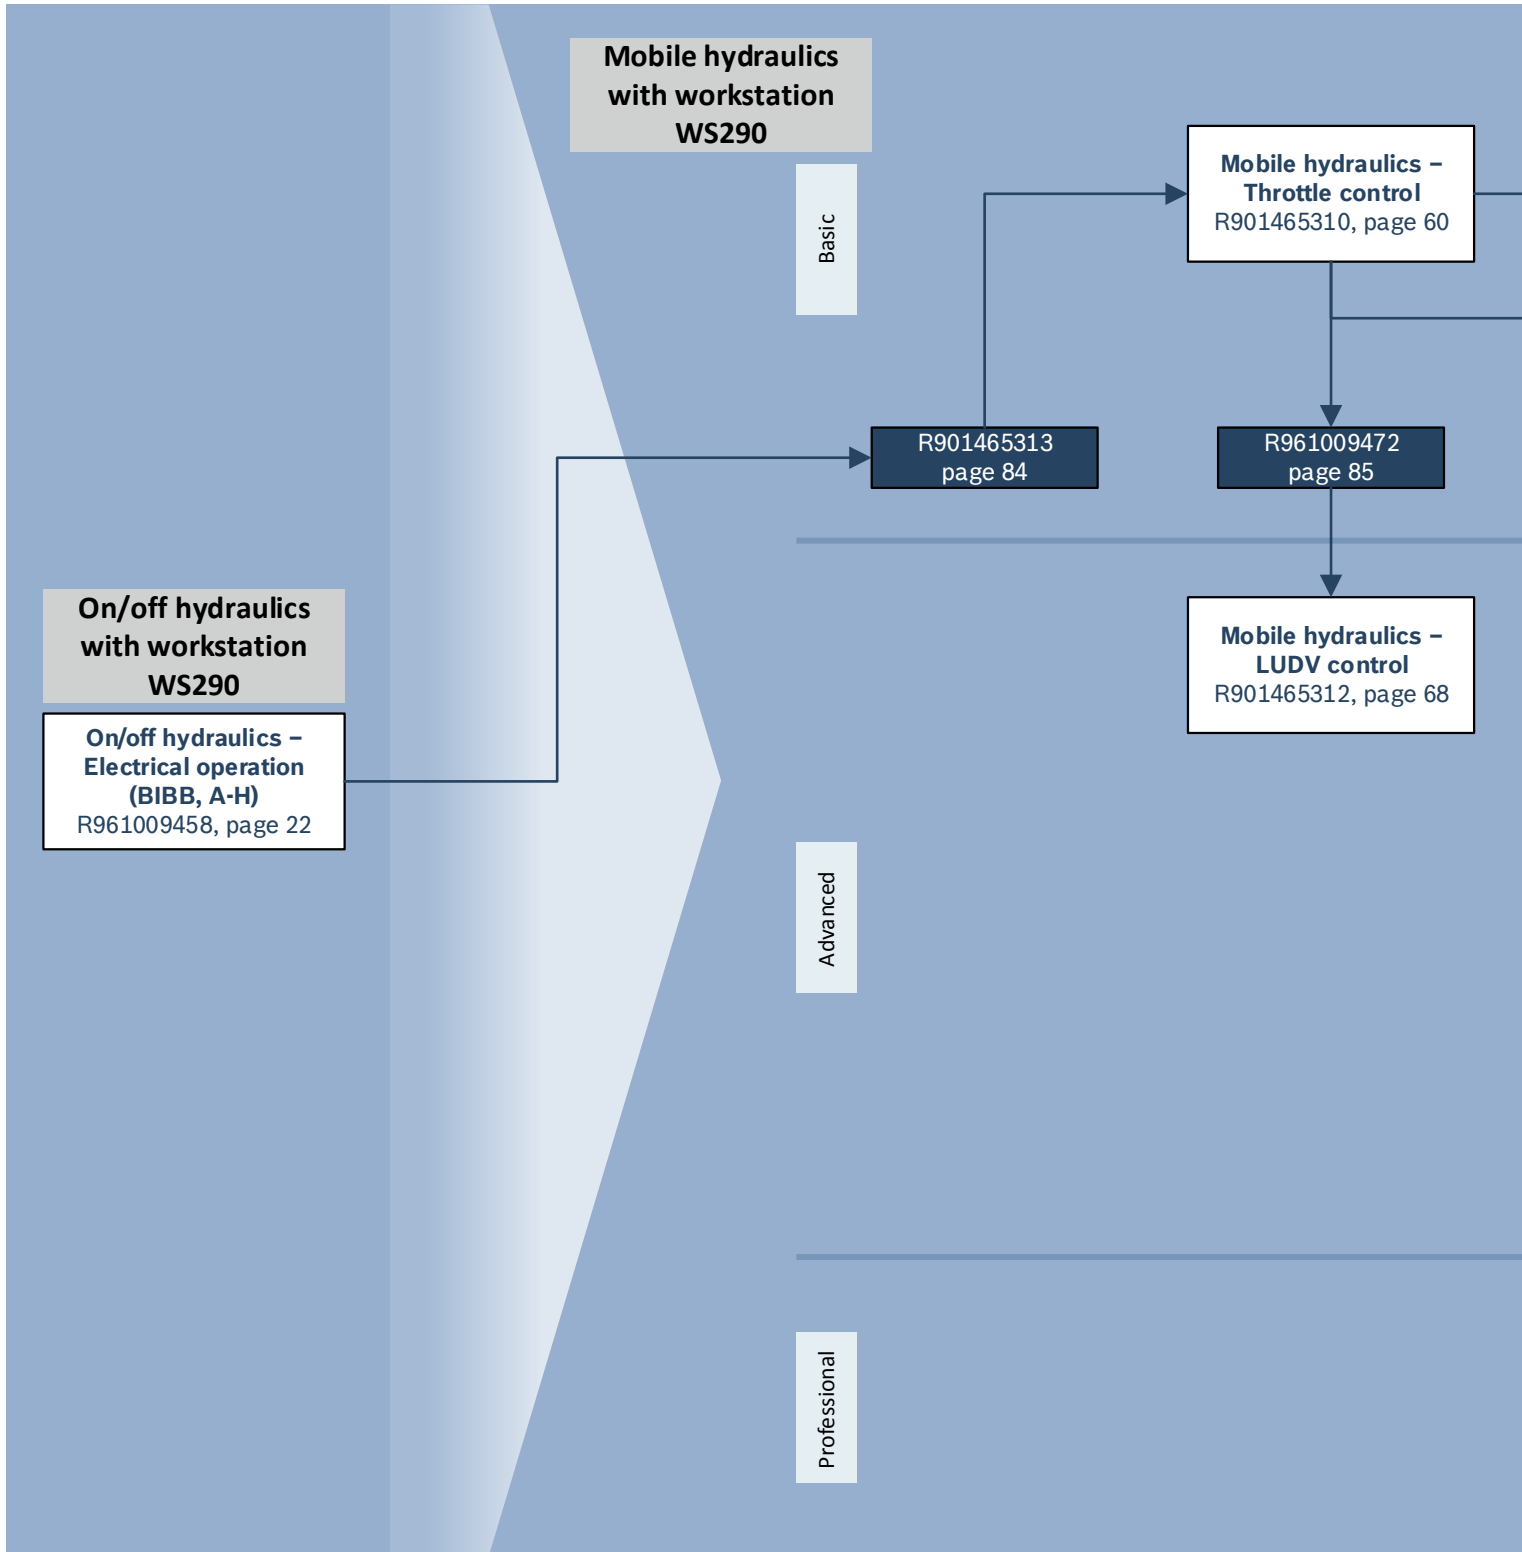 Mobile hydraulics
with workstation
WS290
Basic
Mobile hydraulics –
Throttle control
R901465310, page 60
R901465313
page 84
R961009472
page 85
On/off hydraulics
with workstation
WS290
On/off hydraulics –
Electrical operation
(BIBB, A-H)
R961009458, page 22
Mobile hydraulics –
LUDV control
R901465312, page 68
Advanced
Professional